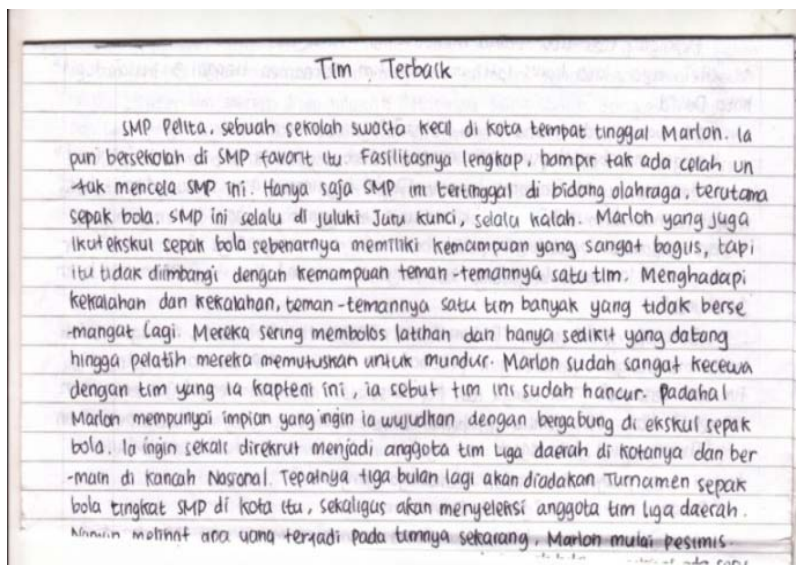 Tim Terbaik
SMP Pelita, sebuah sekolah swasta kecil di kota tempat tinggal Marlon. Ia
pun bersekolah di SMP favorit itu. Fasilitasnya lengkap, hampir tak ada celah un
-tuk mencela SMP ini. Hanya saja SMP ini tertinggal di bidang olahraga, terutama
sepak bola. SMP ini selalu di juluki Juru kunci, selalu kalah. Marlon yang juga
ikut ekskul sepak bola sebenarnya memiliki kemampuan yang sangat bagus, tapi
itu tidak diimbangi dengan kemampuan teman-temannya satu tim. Menghadapi
kekalahan dan kekalahan, teman-temannya satu tim banyak yang tidak berse
-mangat lagi. Mereka sering membolos latihan dan hanya sedikit yang datang
hingga pelatih mereka memutuskan untuk mundur. Marlon sudah sangat kecewa
dengan tim yang ia kapteni ini, ia sebut tim ini sudah hancur. Padahal
Marlon mempunyai impian yang ingin ia wujudkan dengan bergabung di ekskul sepak
bola. Ia ingin sekali direkrut menjadi anggota tim Liga daerah di kotanya dan ber
-main di kancah Nasional. Tepatnya tiga bulan lagi akan diadakan Turnamen sepak
bola tingkat SMP di kota itu, sekaligus akan menyeleksi anggota tim liga daerah.
Namun melihat apa yang terjadi pada timnya sekarang, Marlon mulai pesimis.